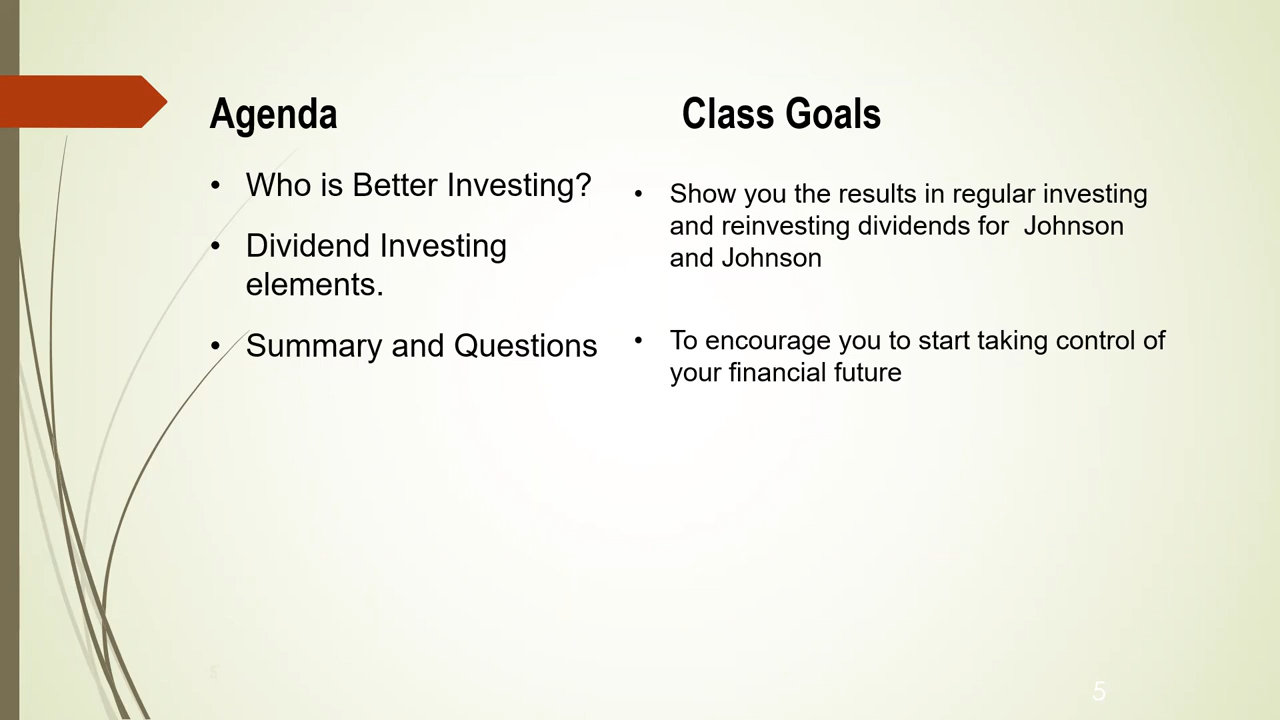 Agenda
• Who is Better Investing?
• Dividend Investing
elements.
• Summary and Questions
Class Goals
• Show you the results in regular investing
and reinvesting dividends for  Johnson
and Johnson
• To encourage you to start taking control of
your financial future
5
5